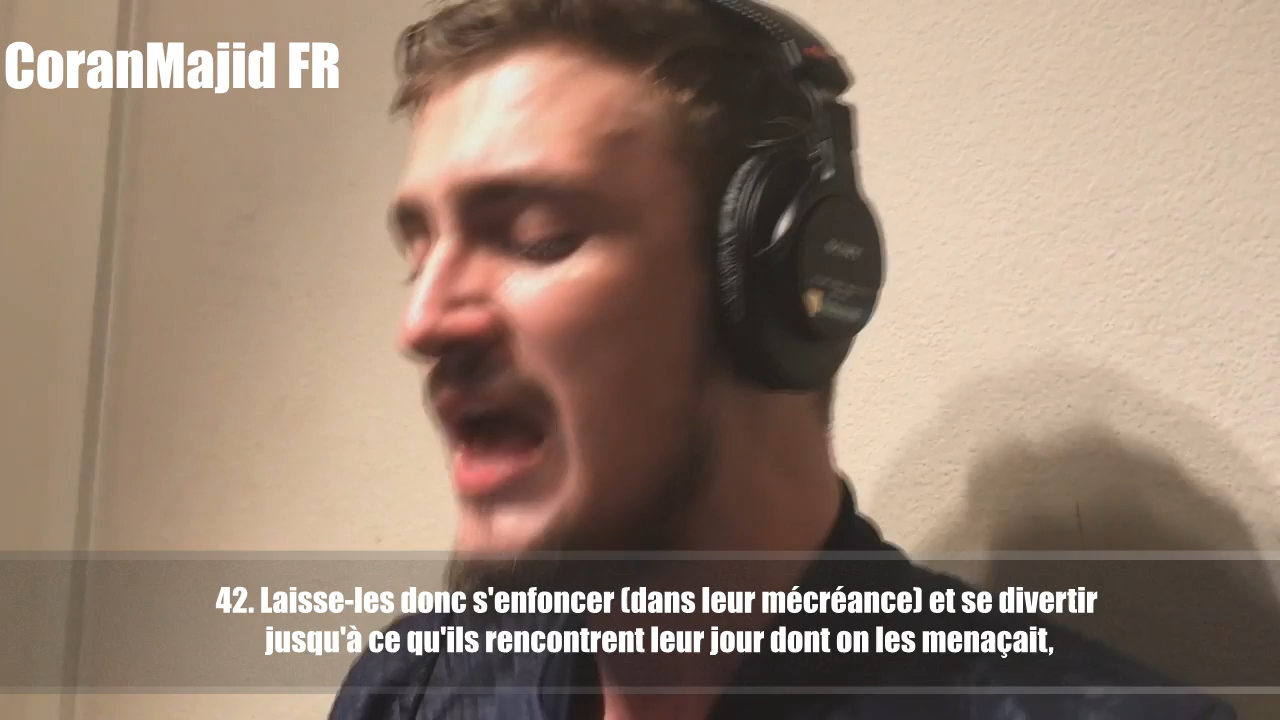 CoranMajid FR
42. Laisse-les donc s'enfoncer (dans leur mécréance) et se divertir
jusqu'à ce qu'ils rencontrent leur jour dont on les menaçait,